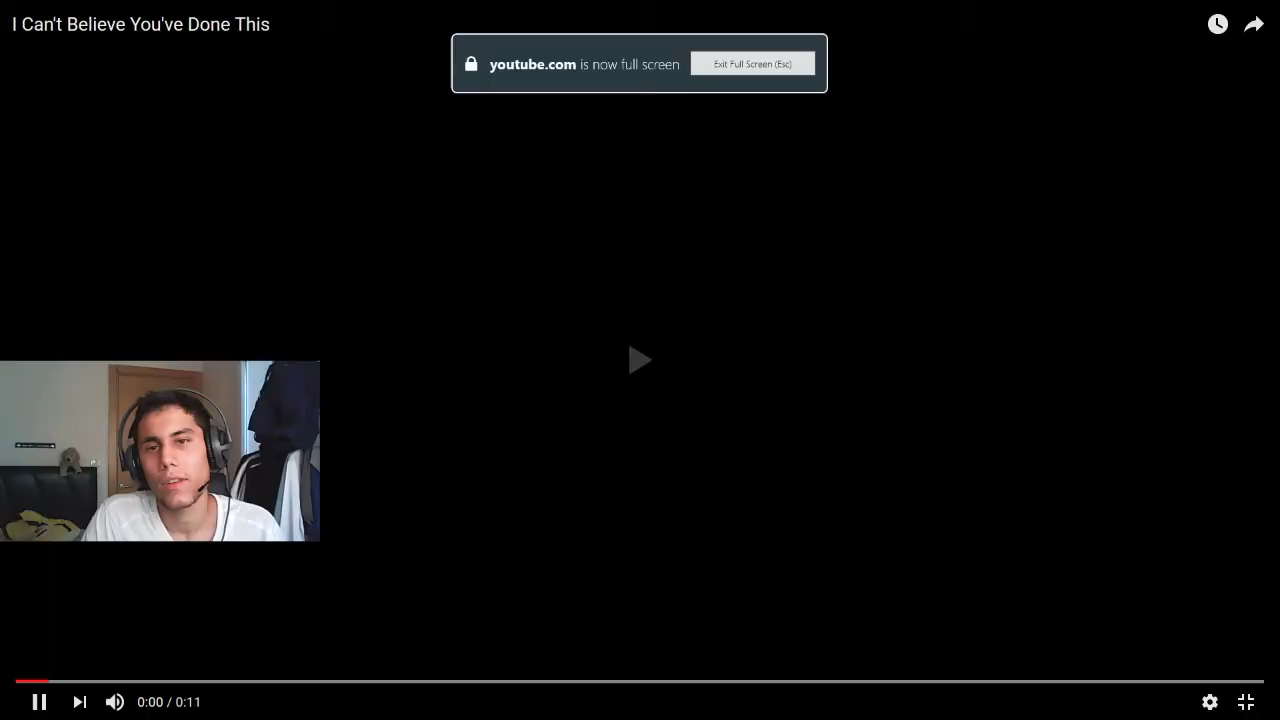 I Can't Believe You've Done This
youtube.com is now full screen
Exit Full Screen (Esc)
0:00 / 0:11